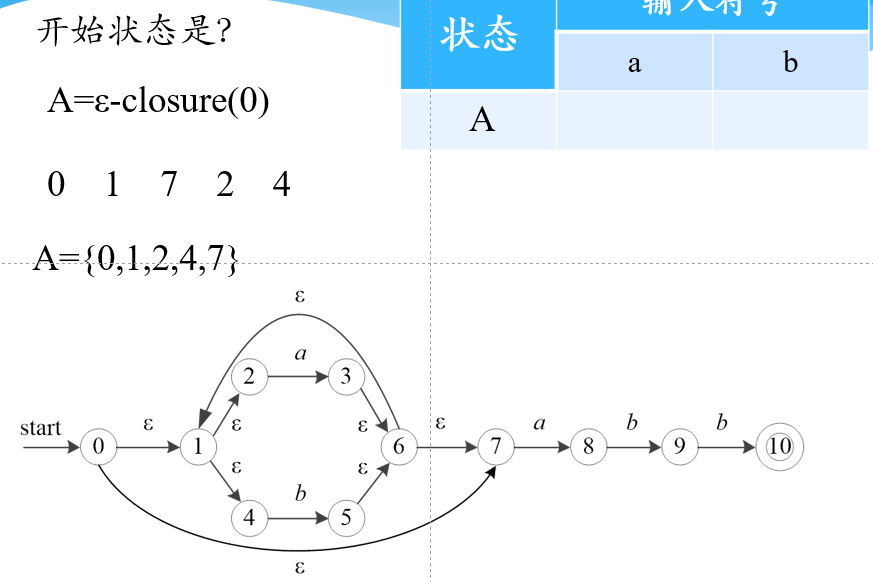 开始状态是?
A=ε-closure(0)
0 1 7 2 4
A={0,1,2,4,7}
状态
输入符号
a b
A
ε
2 a 3
start 0 ε 1 ε ε 6 ε 7 a 8 b 9 b 10
ε ε
4 b 5
ε